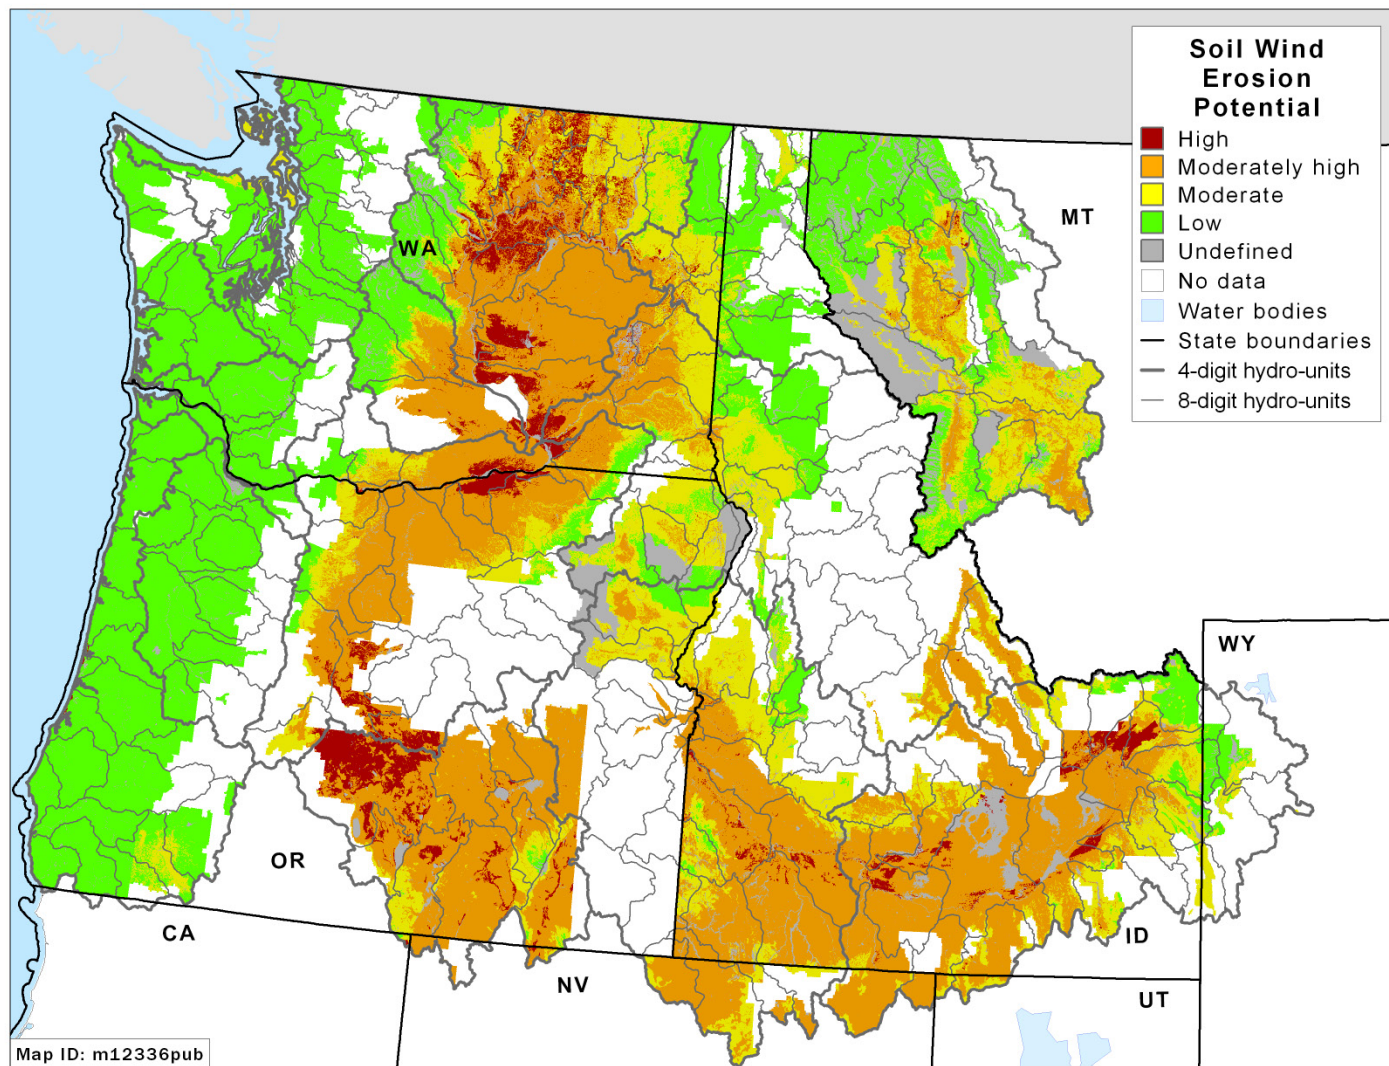 Soil Wind
Erosion
Potential
High
Moderately high
Moderate
Low
Undefined
No data
Water bodies
State boundaries
4-digit hydro-units
8-digit hydro-units
MT
WA
WY
OR
CA
ID
NV
UT
Map ID: m12336pub